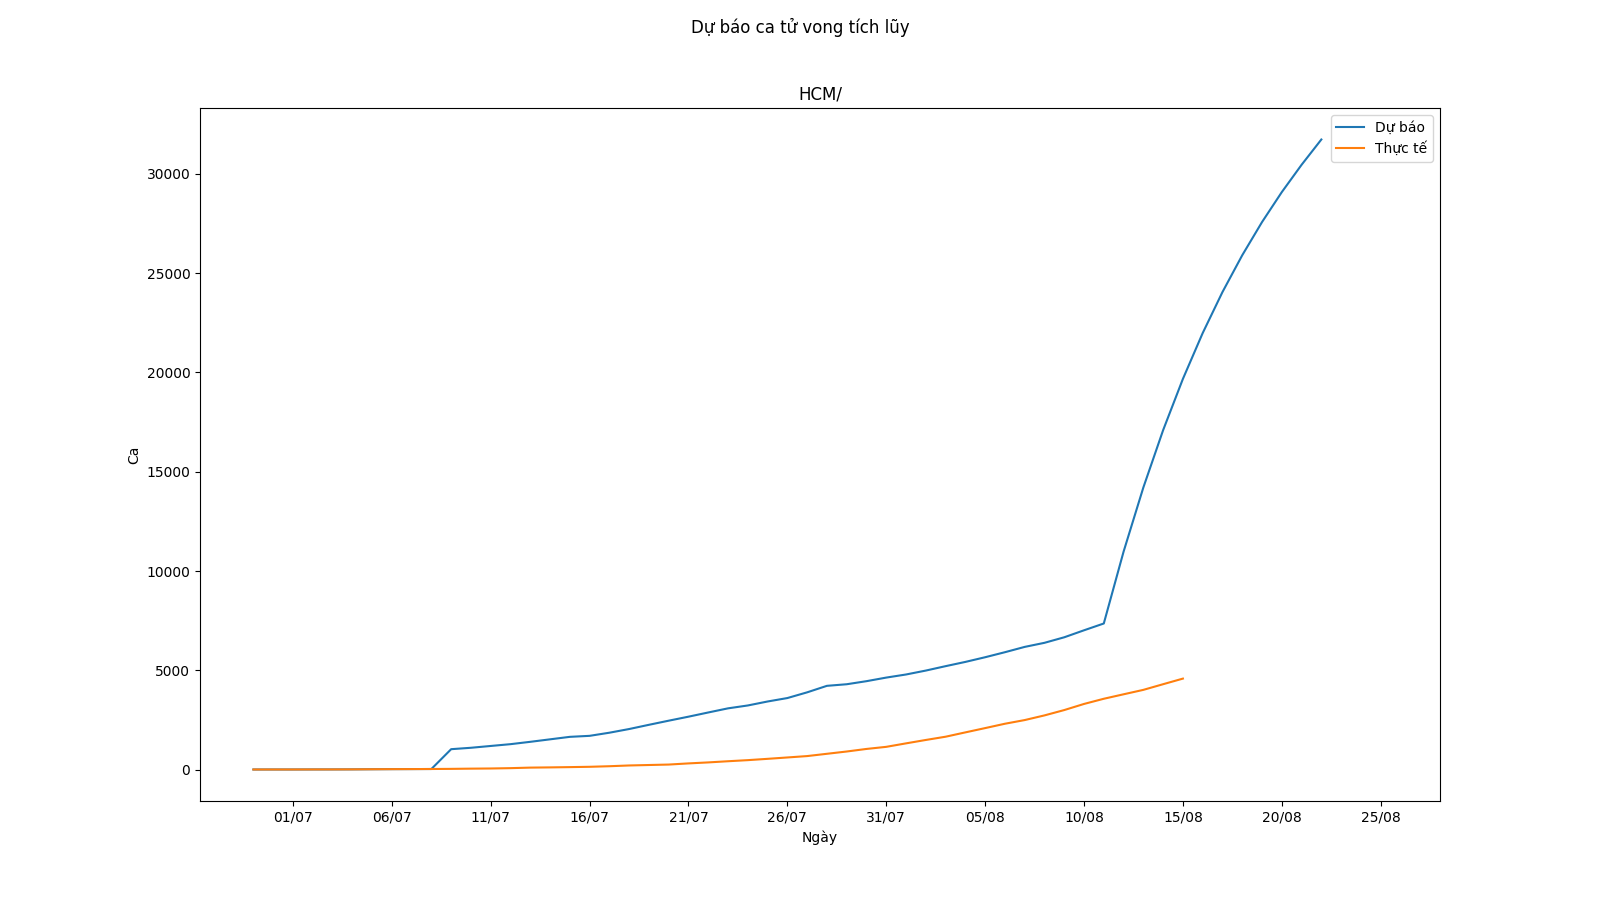 Dự báo ca tử vong tích lũy
HCM/
Dự báo
Thực tế
30000
25000
20000
15000
10000
5000
0
Ca
01/07 06/07 11/07 16/07 21/07 26/07 31/07 05/08 10/08 15/08 20/08 25/08
Ngày